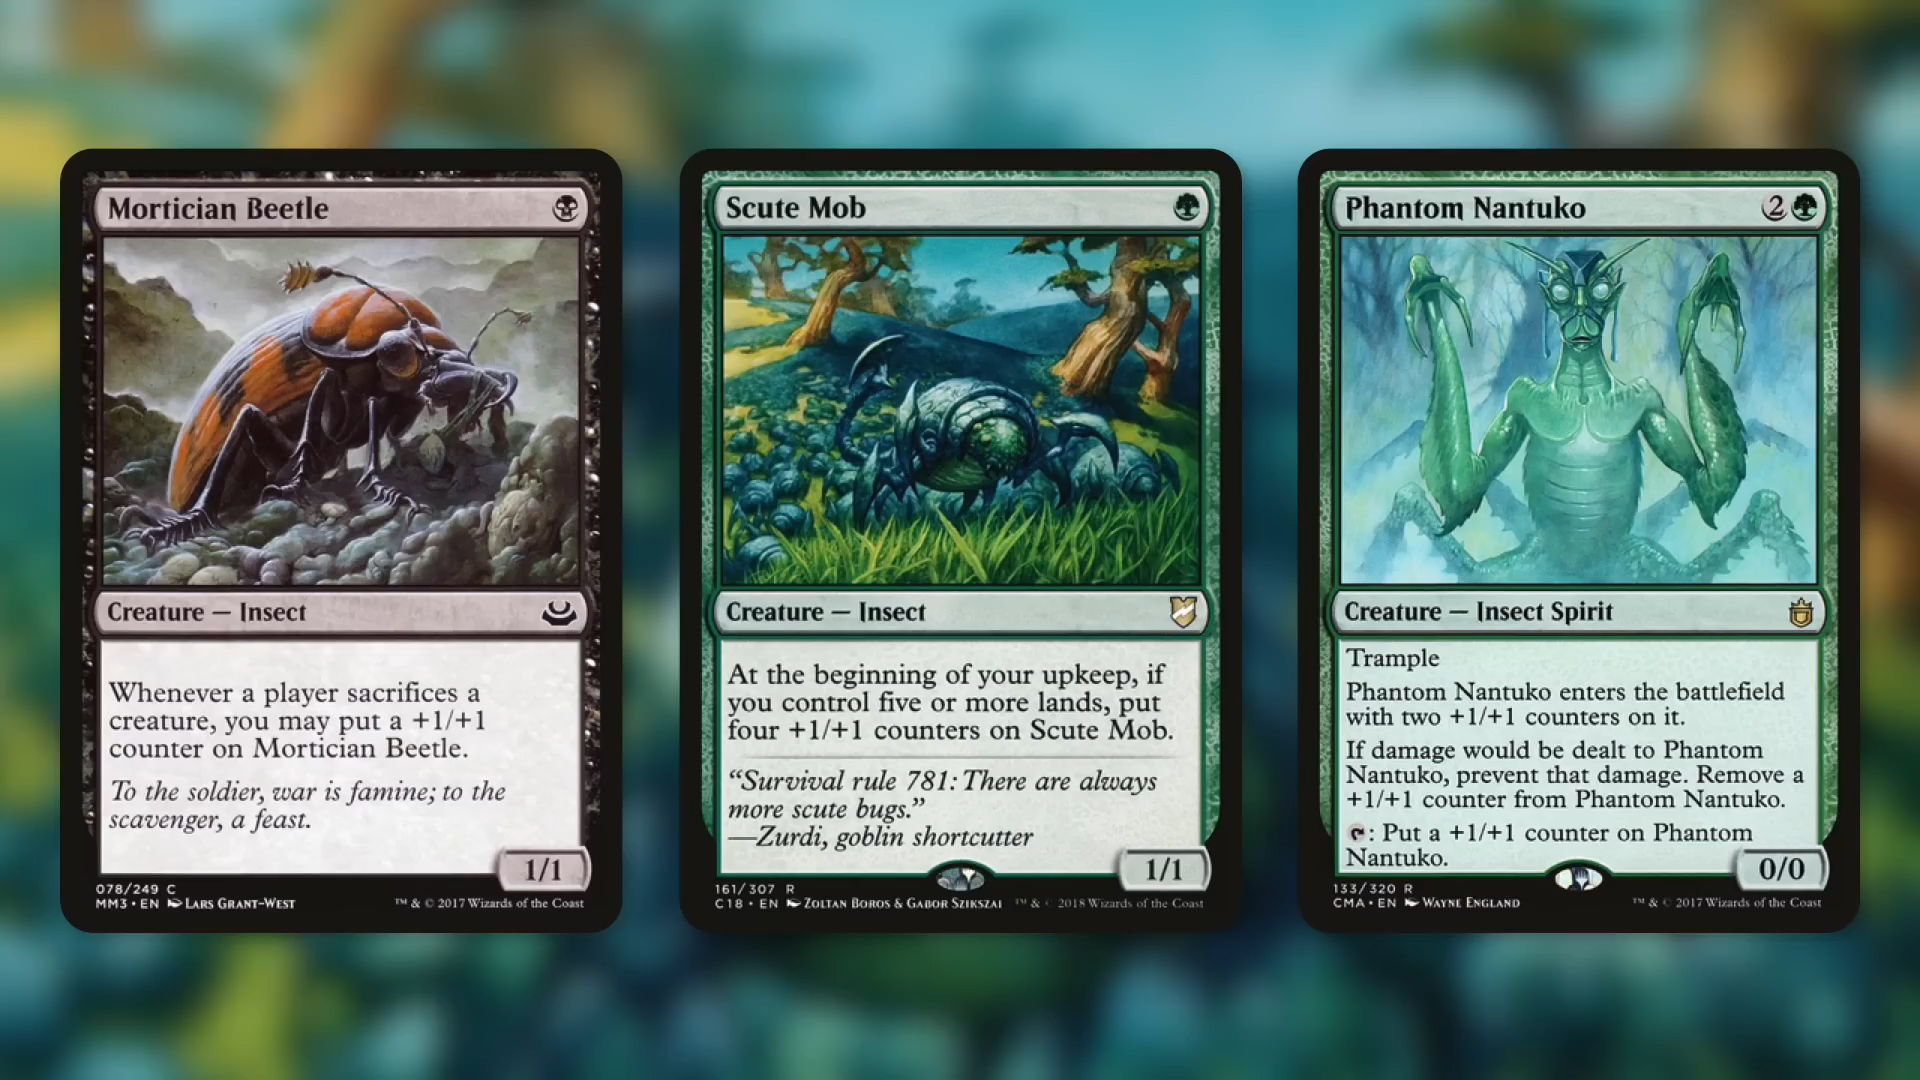 Mortician Beetle
Creature — Insect
Whenever a player sacrifices a
creature, you may put a +1/+1
counter on Mortician Beetle.
To the soldier, war is famine; to the
scavenger, a feast.
1/1
078/249 C
MM3 • EN Lars Grant-West
™ & © 2017 Wizards of the Coast
Scute Mob
Creature — Insect
At the beginning of your upkeep, if
you control five or more lands, put
four +1/+1 counters on Scute Mob.
“Survival rule 781: There are always
more scute bugs.”
—Zurdi, goblin shortcutter
1/1
161/307 R
C18 • EN Zoltan Boros & Gabor Szikszai
™ & © 2018 Wizards of the Coast
Phantom Nantuko
2
Creature — Insect Spirit
Trample
Phantom Nantuko enters the battlefield
with two +1/+1 counters on it.
If damage would be dealt to Phantom
Nantuko, prevent that damage. Remove a
+1/+1 counter from Phantom Nantuko.
: Put a +1/+1 counter on Phantom
Nantuko.
0/0
133/320 R
CMA • EN Wayne England
™ & © 2017 Wizards of the Coast